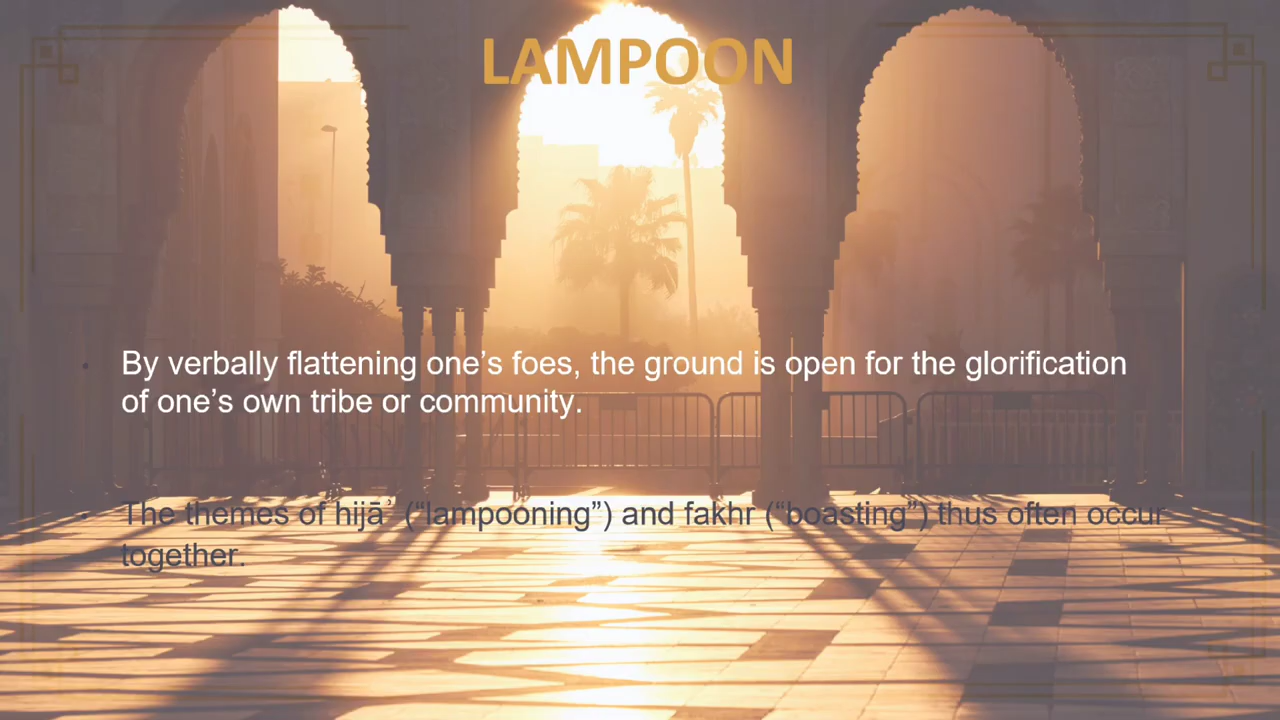 LAMPOON
By verbally flattening one’s foes, the ground is open for the glorification
of one’s own tribe or community.
The themes of hijāʾ (“lampooning”) and fakhr (“boasting”) thus often occur
together.